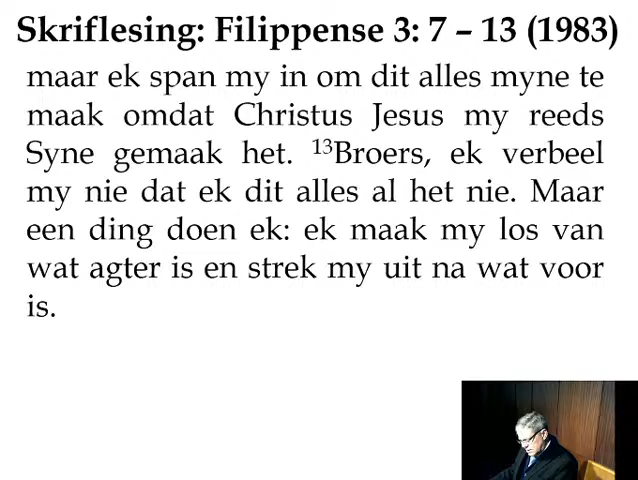 Skriflesing: Filippense 3: 7 – 13 (1983)
maar ek span my in om dit alles myne te
maak omdat Christus Jesus my reeds
Syne gemaak het. ¹³Broers, ek verbeel
my nie dat ek dit alles al het nie. Maar
een ding doen ek: ek maak my los van
wat agter is en strek my uit na wat voor
is.